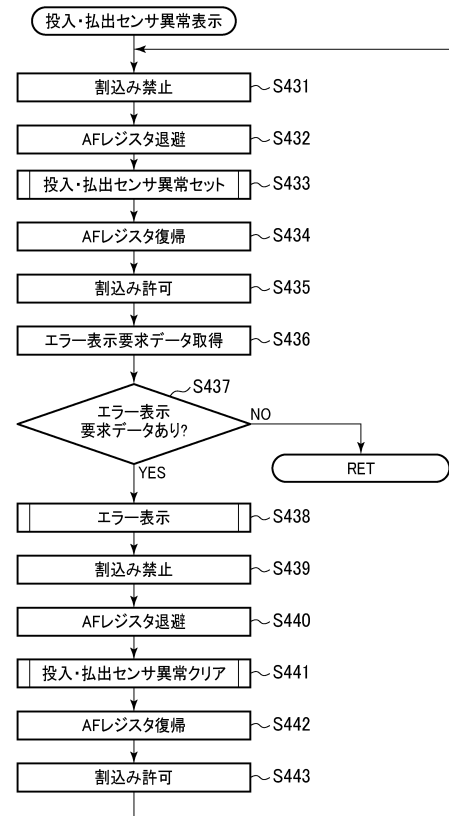 投入・払出センサ異常表示
割込み禁止
S431
AFレジスタ退避
S432
投入・払出センサ異常セット
S433
AFレジスタ復帰
S434
割込み許可
S435
エラー表示要求データ取得
S436
S437
エラー表示
要求データあり?
NO
YES
RET
エラー表示
S438
割込み禁止
S439
AFレジスタ退避
S440
投入・払出センサ異常クリア
S441
AFレジスタ復帰
S442
割込み許可
S443